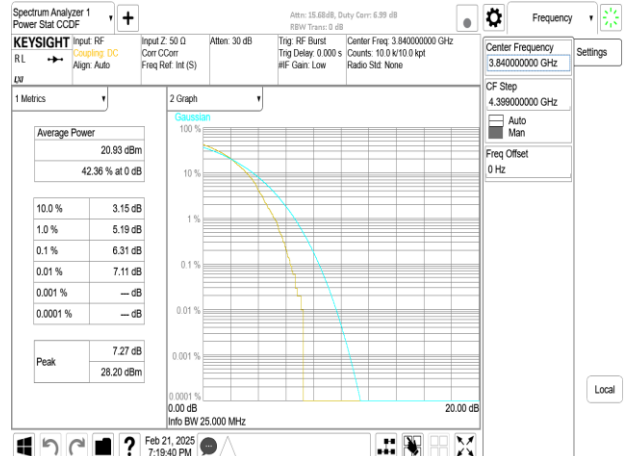 Spectrum Analyzer 1
Power Stat CCDF
Attn: 15.68dB, Duty Corr: 6.99 dB
RBW Trans: 0 dB
Frequency
KEYSIGHT
Input: RF
Input Z: 50 Ω
Atten: 30 dB
Trig: RF Burst
Center Freq: 3.840000000 GHz
RL
Coupling: DC
Corr CCorr
Trig Delay: 0.000 s
Counts: 10.0 k/10.0 kpt
Align: Auto
Freq Ref: Int (S)
#IF Gain: Low
Radio Std: None
LXI
Center Frequency
3.840000000 GHz
Settings
CF Step
4.399000000 GHz
Auto
Man
Freq Offset
0 Hz
1 Metrics
2 Graph
Average Power
20.93 dBm
42.36 % at 0 dB
10.0 % 3.15 dB
1.0 % 5.19 dB
0.1 % 6.31 dB
0.01 % 7.11 dB
0.001 % --- dB
0.0001 % --- dB
Peak
7.27 dB
28.20 dBm
Gaussian
100 %
10 %
1 %
0.1 %
0.01 %
0.001 %
0.0001 %
0.00 dB
20.00 dB
Info BW 25.000 MHz
Local
?
Feb 21, 2025
7:19:40 PM